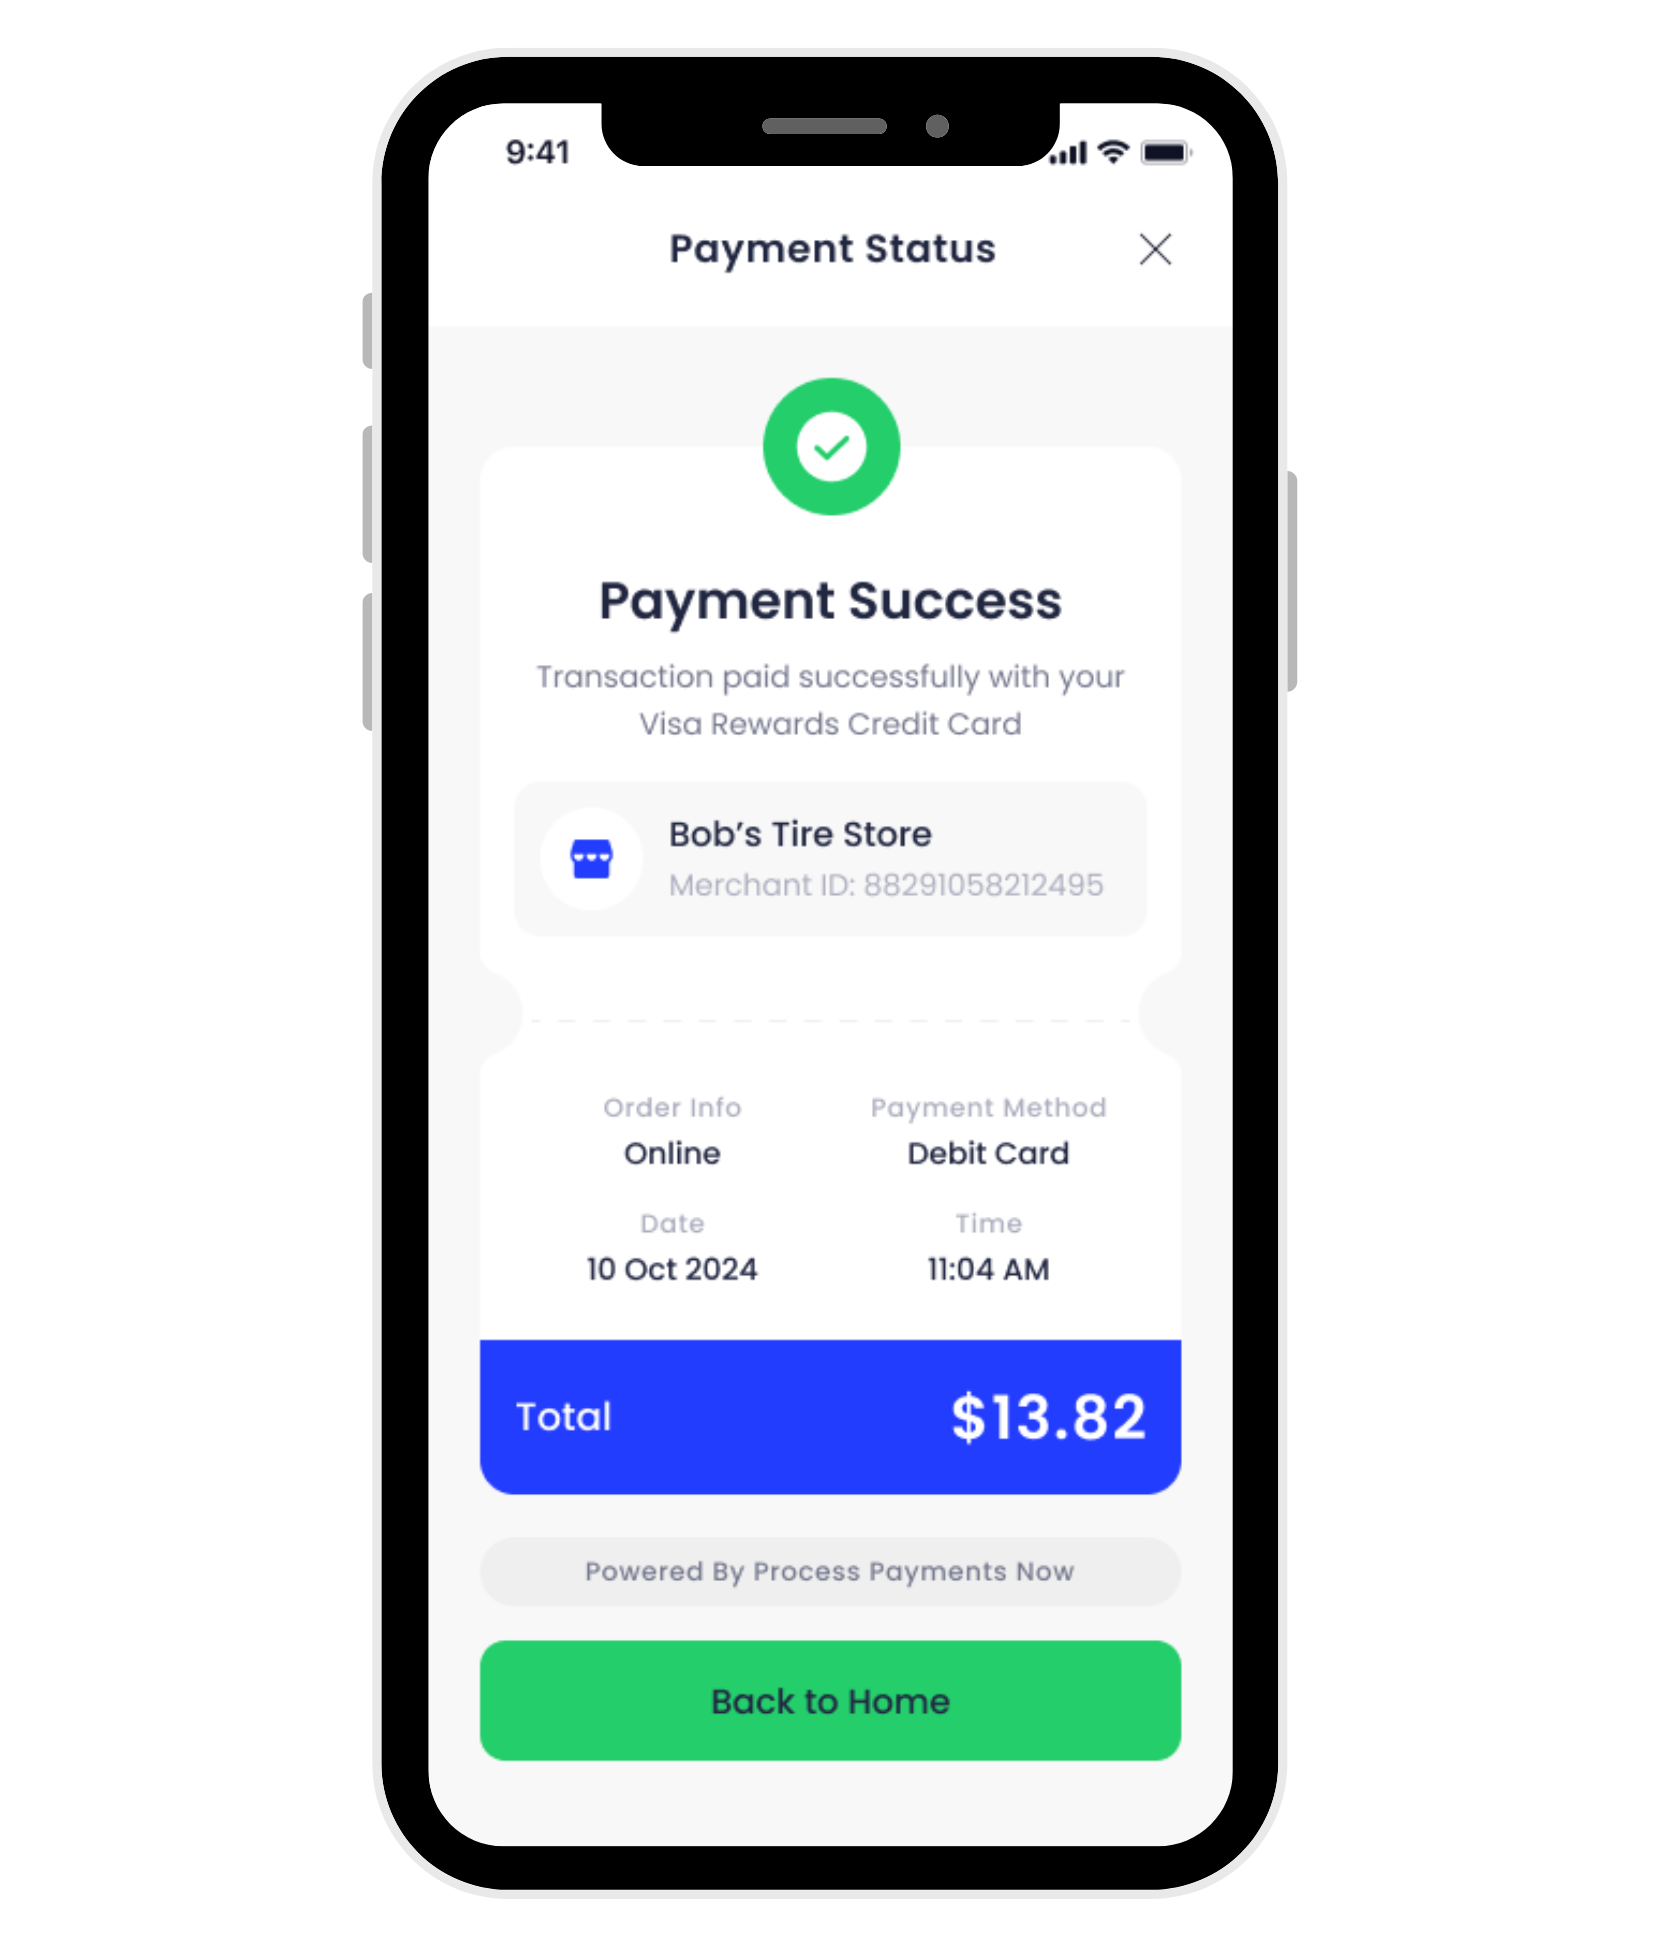 9:41
Payment Status
Payment Success
Transaction paid successfully with your
Visa Rewards Credit Card
Bob’s Tire Store
Merchant ID: 88291058212495
Order Info
Payment Method
Online
Debit Card
Date
Time
10 Oct 2024
11:04 AM
Total
$13.82
Powered By Process Payments Now
Back to Home